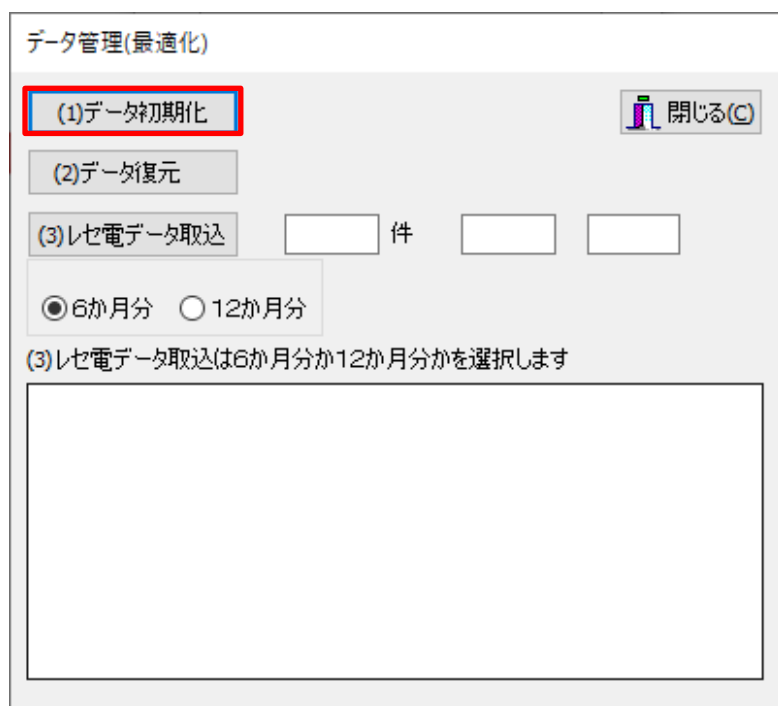 データ管理(最適化)
(1)データ初期化
閉じる(C)
(2)データ復元
(3)レセ電データ取込
件
6か月分 12か月分
(3)レセ電データ取込は6か月分か12か月分かを選択します